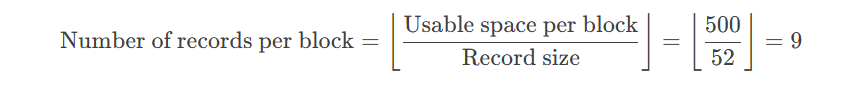 Number of records per block = ⌊Usable space per block / Record size⌋ = ⌊500 / 52⌋ = 9